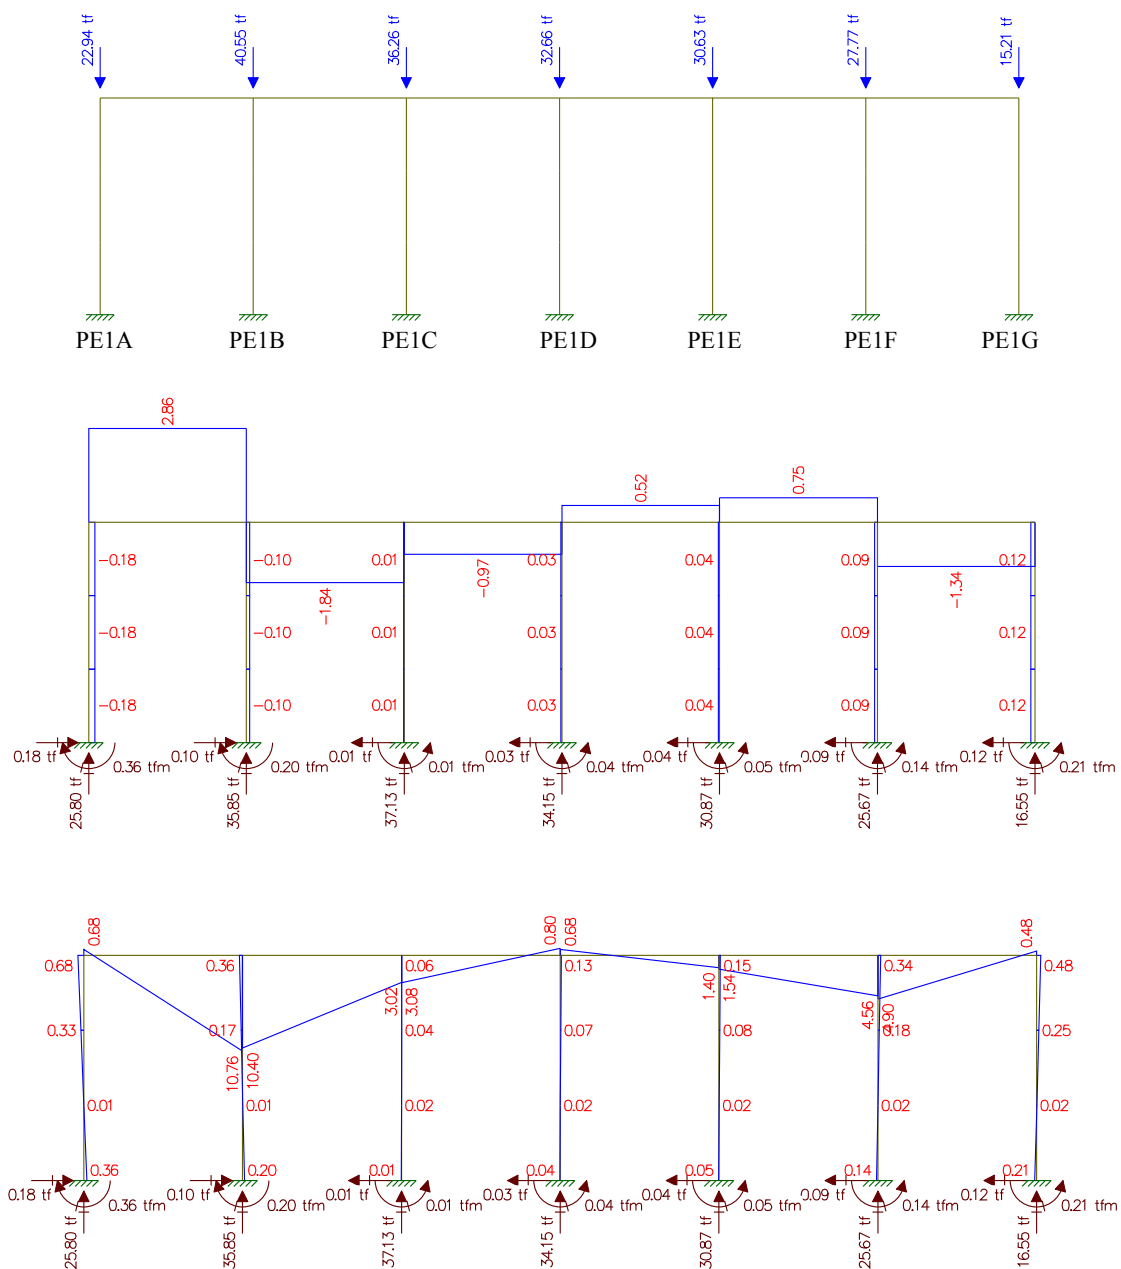 22.94 tf
40.55 tf
36.26 tf
32.66 tf
30.63 tf
27.77 tf
15.21 tf
PE1A
PE1B
PE1C
PE1D
PE1E
PE1F
PE1G
2.86
0.52
0.75
-0.18
-0.10
0.01
0.03
0.04
0.09
0.12
-1.84
-0.97
-1.34
-0.18
-0.10
0.01
0.03
0.04
0.09
0.12
-0.18
-0.10
0.01
0.03
0.04
0.09
0.12
0.18 tf
0.36 tfm
0.10 tf
0.20 tfm
0.01 tf
0.01 tfm
0.03 tf
0.04 tfm
0.04 tf
0.05 tfm
0.09 tf
0.14 tfm
0.12 tf
0.21 tfm
25.80 tf
35.85 tf
37.13 tf
34.15 tf
30.87 tf
25.67 tf
16.55 tf
0.68
0.80
0.68
0.48
0.68
0.36
0.06
0.13
0.15
0.34
0.48
3.02
3.08
1.40
1.54
4.56
4.90
0.33
0.17
0.04
0.07
0.08
0.18
0.25
10.76
10.40
0.01
0.01
0.02
0.02
0.02
0.02
0.02
0.36
0.20
0.01
0.04
0.05
0.14
0.21
0.18 tf
0.36 tfm
0.10 tf
0.20 tfm
0.01 tf
0.01 tfm
0.03 tf
0.04 tfm
0.04 tf
0.05 tfm
0.09 tf
0.14 tfm
0.12 tf
0.21 tfm
25.80 tf
35.85 tf
37.13 tf
34.15 tf
30.87 tf
25.67 tf
16.55 tf